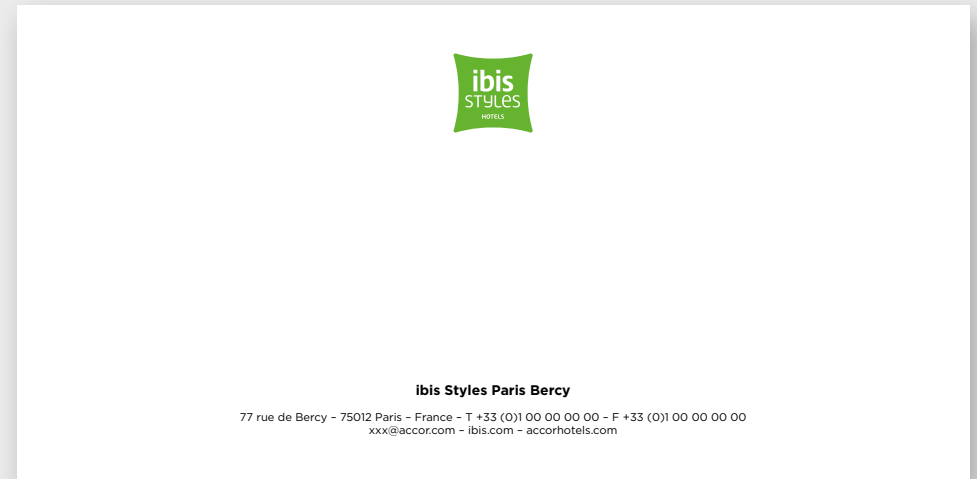 ibis
STYLES
HOTELS
ibis Styles Paris Bercy
77 rue de Bercy – 75012 Paris – France – T +33 (0)1 00 00 00 00 – F +33 (0)1 00 00 00 00
xxx@accor.com – ibis.com – accorhotels.com